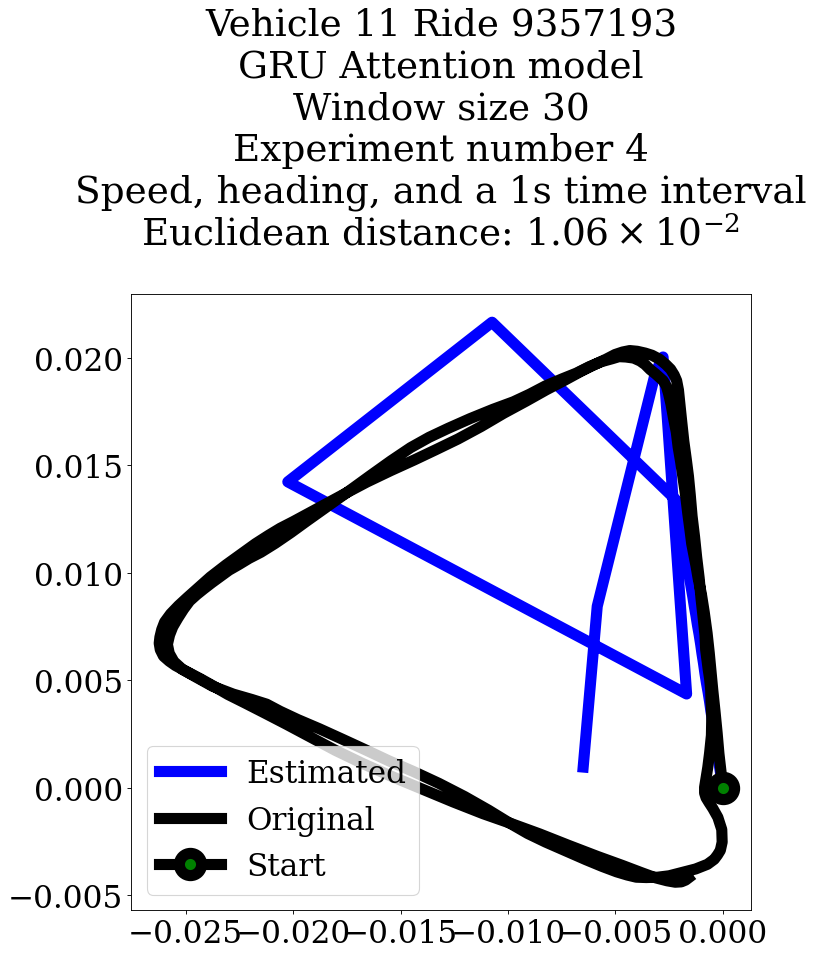 Vehicle 11 Ride 9357193
GRU Attention model
Window size 30
Experiment number 4
Speed, heading, and a 1s time interval
Euclidean distance: 1.06 × 10⁻²
0.020
0.015
0.010
0.005
0.000
−0.005
Estimated
Original
Start
−0.025 −0.020 −0.015 −0.010 −0.005 0.000